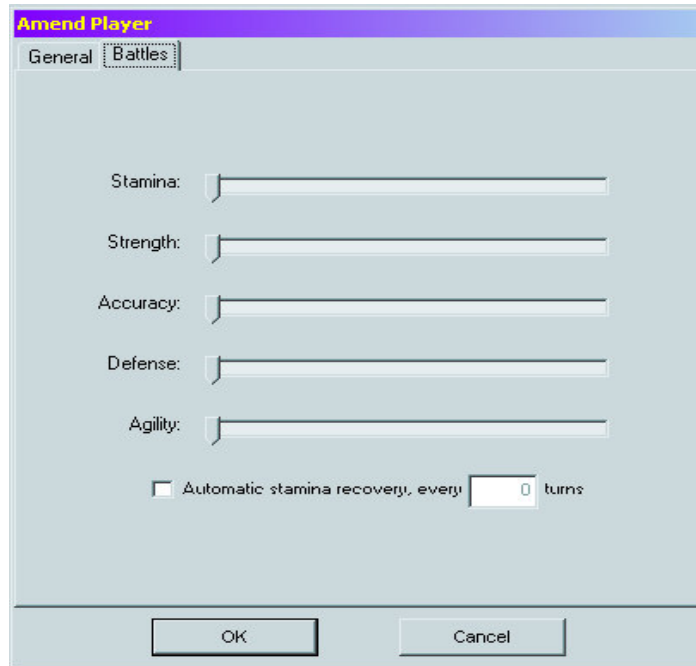 Amend Player
General Battles
Stamina:
Strength:
Accuracy:
Defense:
Agility:
Automatic stamina recovery, every 0 turns
OK Cancel